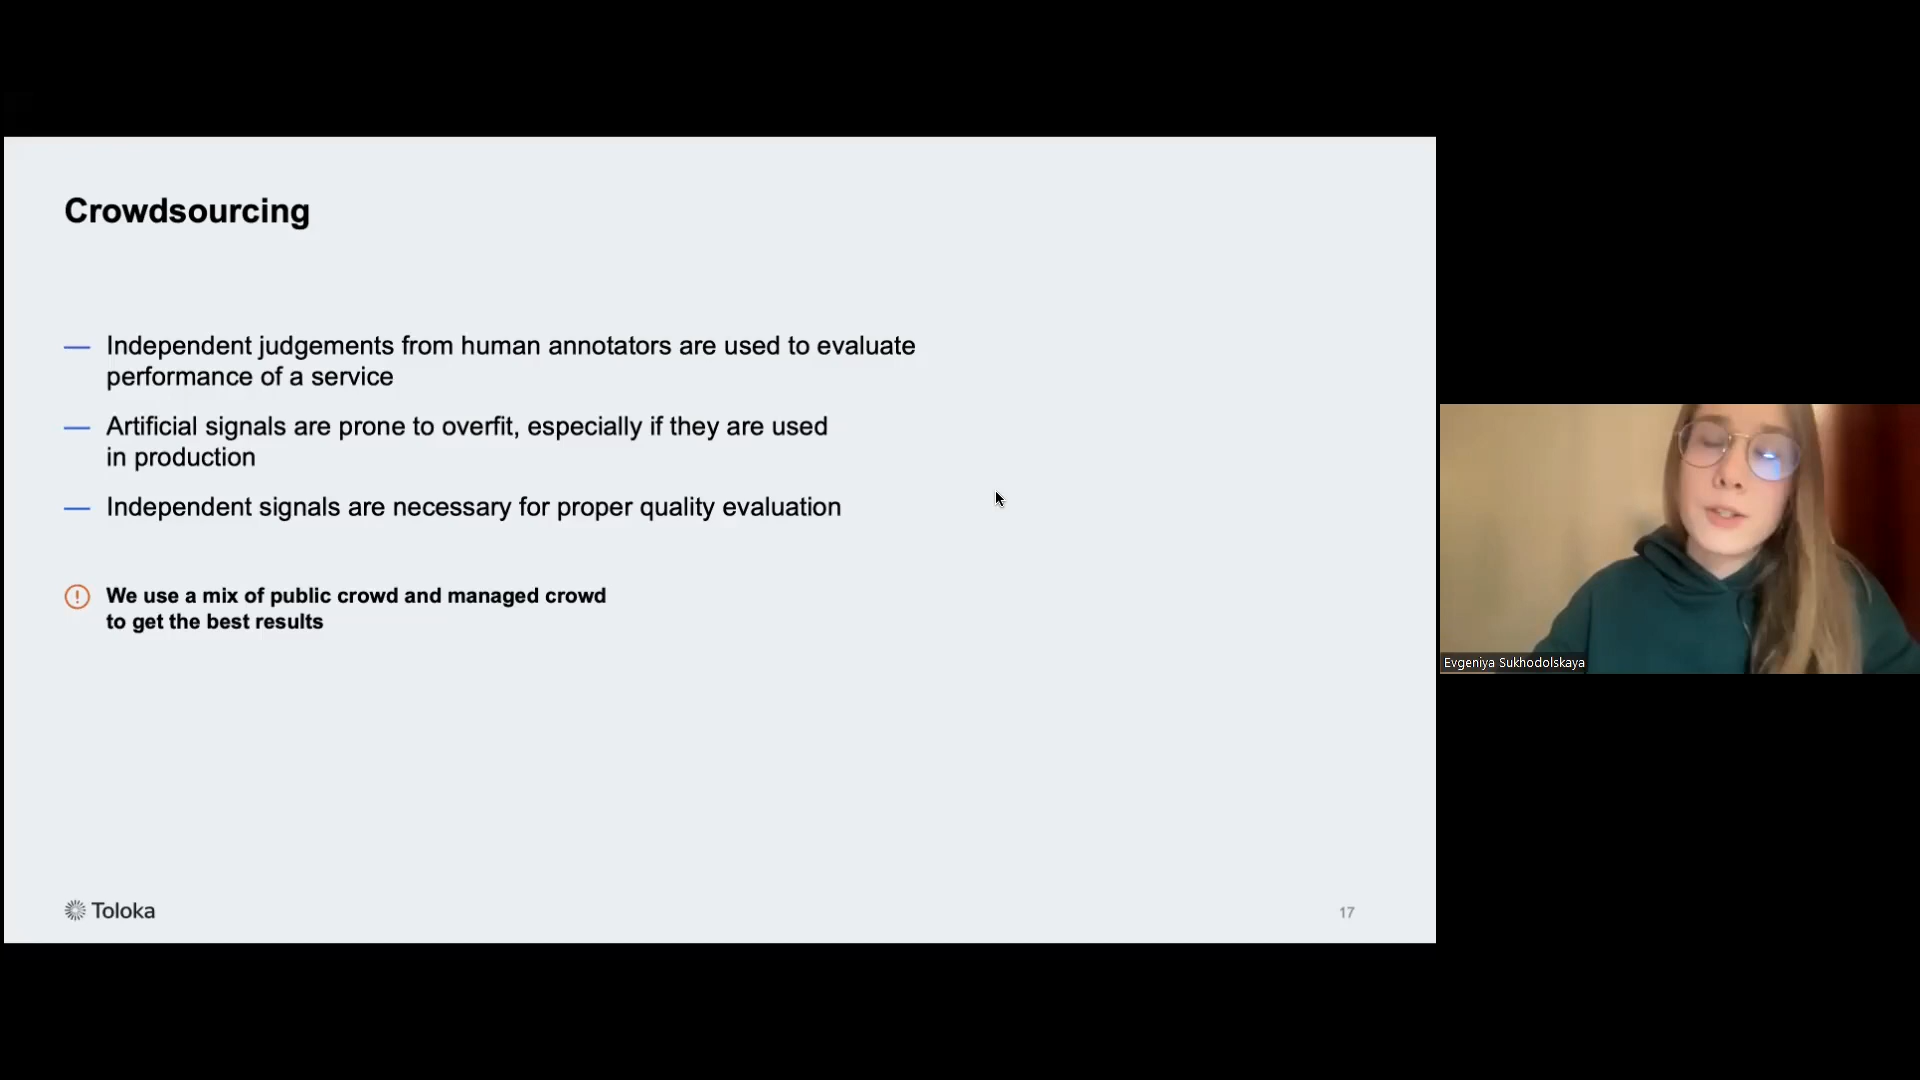 Crowdsourcing
— Independent judgements from human annotators are used to evaluate
performance of a service
— Artificial signals are prone to overfit, especially if they are used
in production
— Independent signals are necessary for proper quality evaluation
! We use a mix of public crowd and managed crowd
to get the best results
Toloka
17
Evgeniya Sukhodolskaya